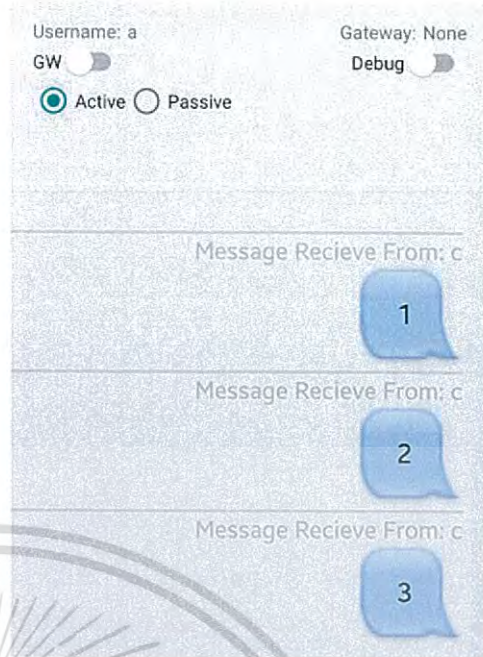 Username: a
Gateway: None
GW
Debug
Active Passive
Message Recieve From: c
1
Message Recieve From: c
2
Message Recieve From: c
3